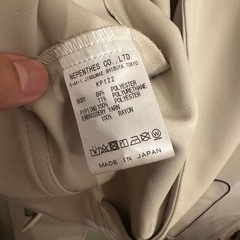 NEPENTHES CO., LTD.
JINGUMAE SHIBUYA, TOKYO
KP122
BODY 89% POLYESTER
11% POLYURETHANE
PIPLING 100% POLYESTER
EMBROIDERY YARN
100% RAYON
MADE IN JAPAN